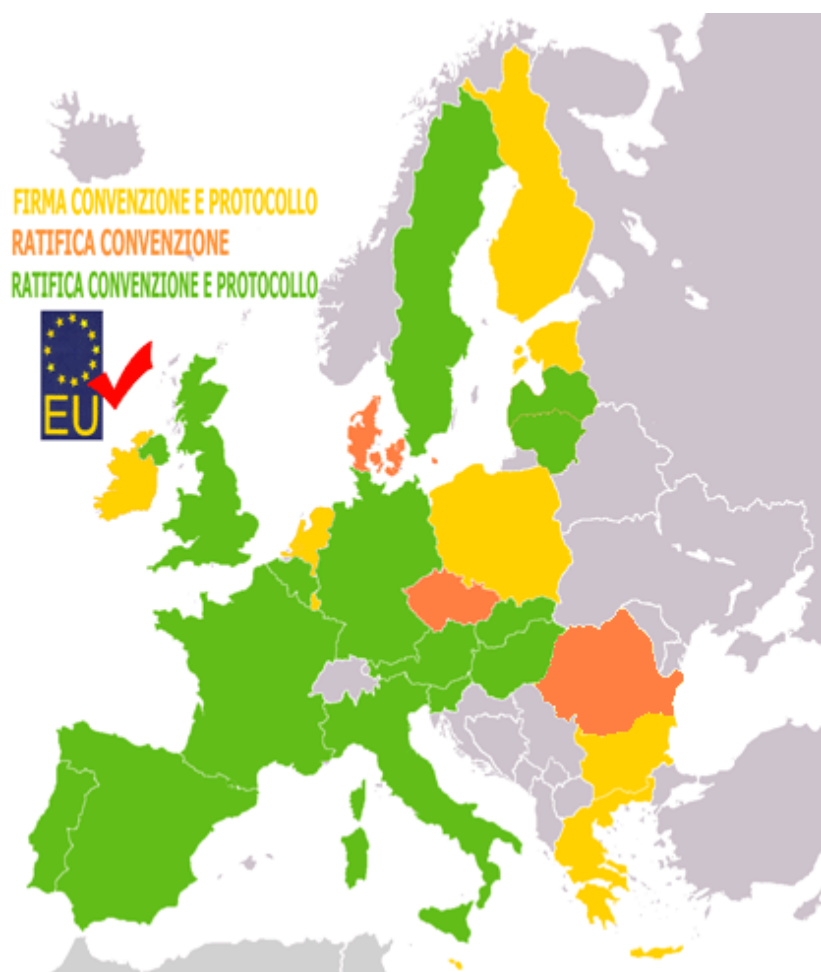 FIRMA CONVENZIONE E PROTOCOLLO
RATIFICA CONVENZIONE
RATIFICA CONVENZIONE E PROTOCOLLO
EU